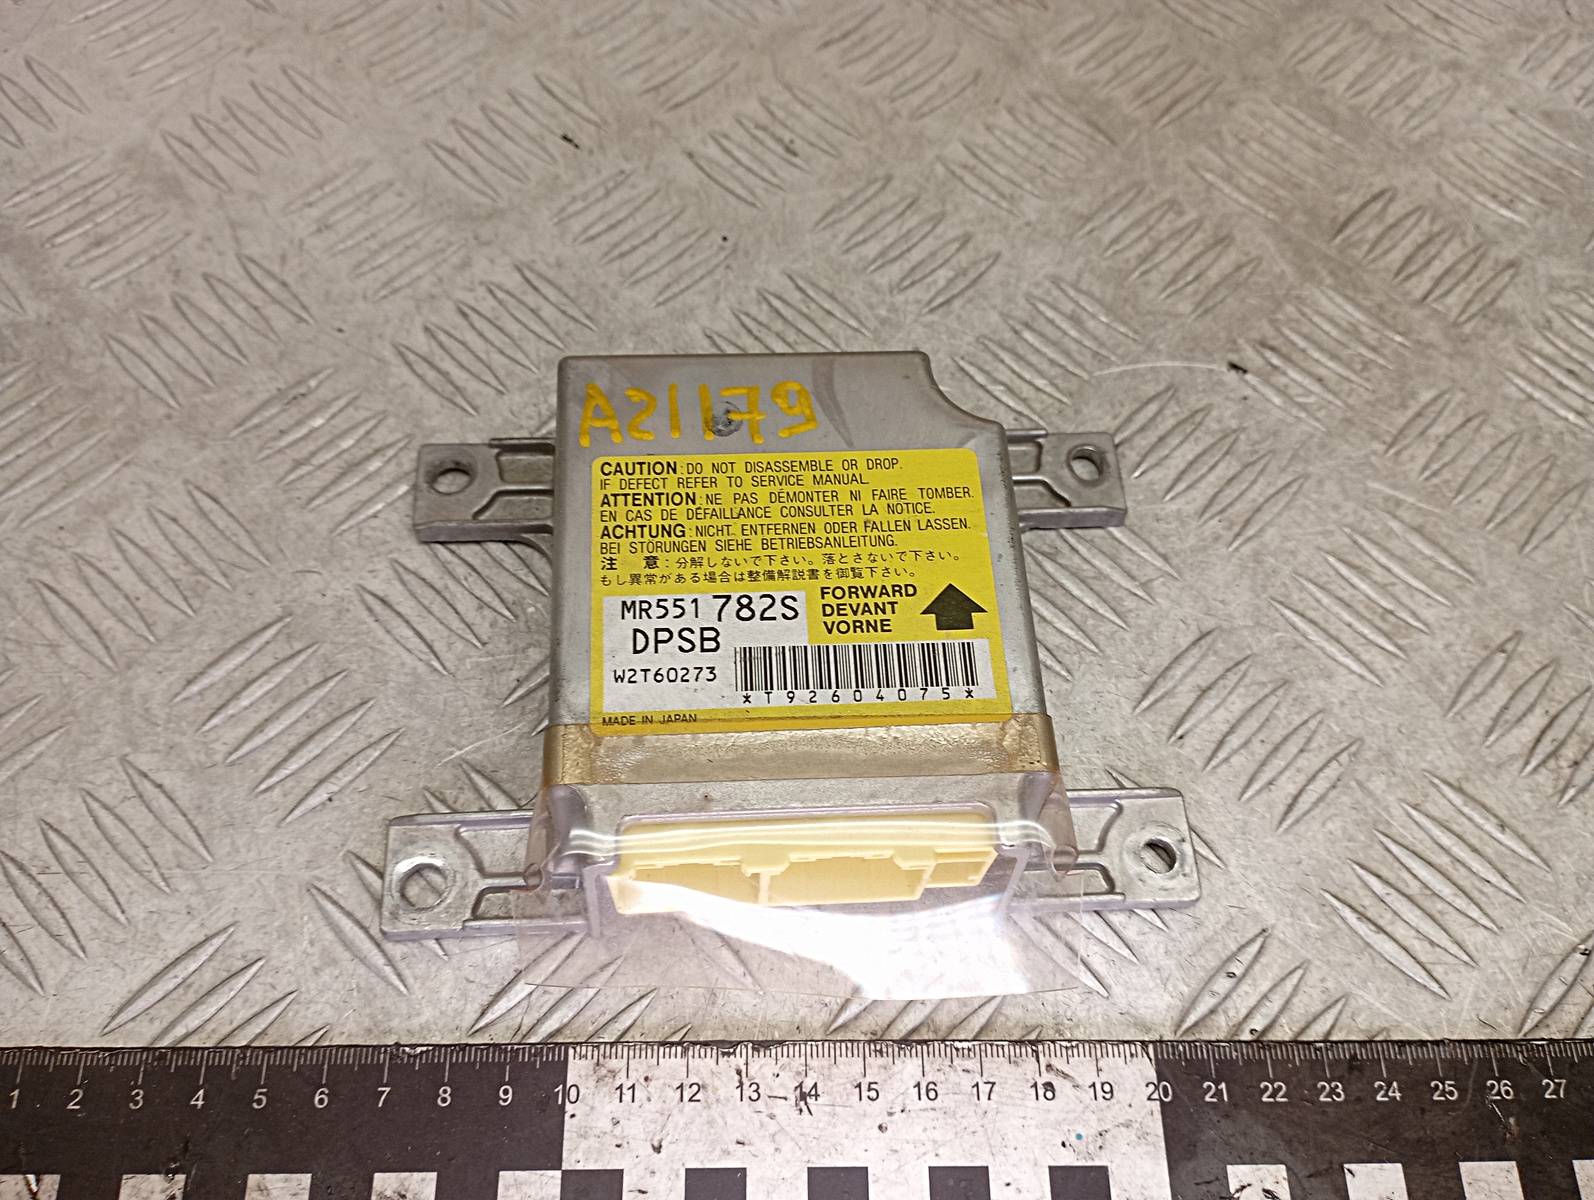 A21179
CAUTION: DO NOT DISASSEMBLE OR DROP.
IF DEFECT REFER TO SERVICE MANUAL.
ATTENTION: NE PAS DÉMONTER NI FAIRE TOMBER.
EN CAS DE DÉFAILLANCE CONSULTER LA NOTICE.
ACHTUNG: NICHT ENTFERNEN ODER FALLEN LASSEN.
BEI STÖRUNGEN SIEHE BETRIEBSANLEITUNG.
注 意: 分解しないで下さい。落とさないで下さい。
もし異常がある場合は整備解説書を御覧下さい。
MR551782S
DPSB
FORWARD
DEVANT
VORNE
W2T60273
*T92604075*
MADE IN JAPAN
1 2 3 4 5 6 7 8 9 10 11 12 13 14 15 16 17 18 19 20 21 22 23 24 25 26 27